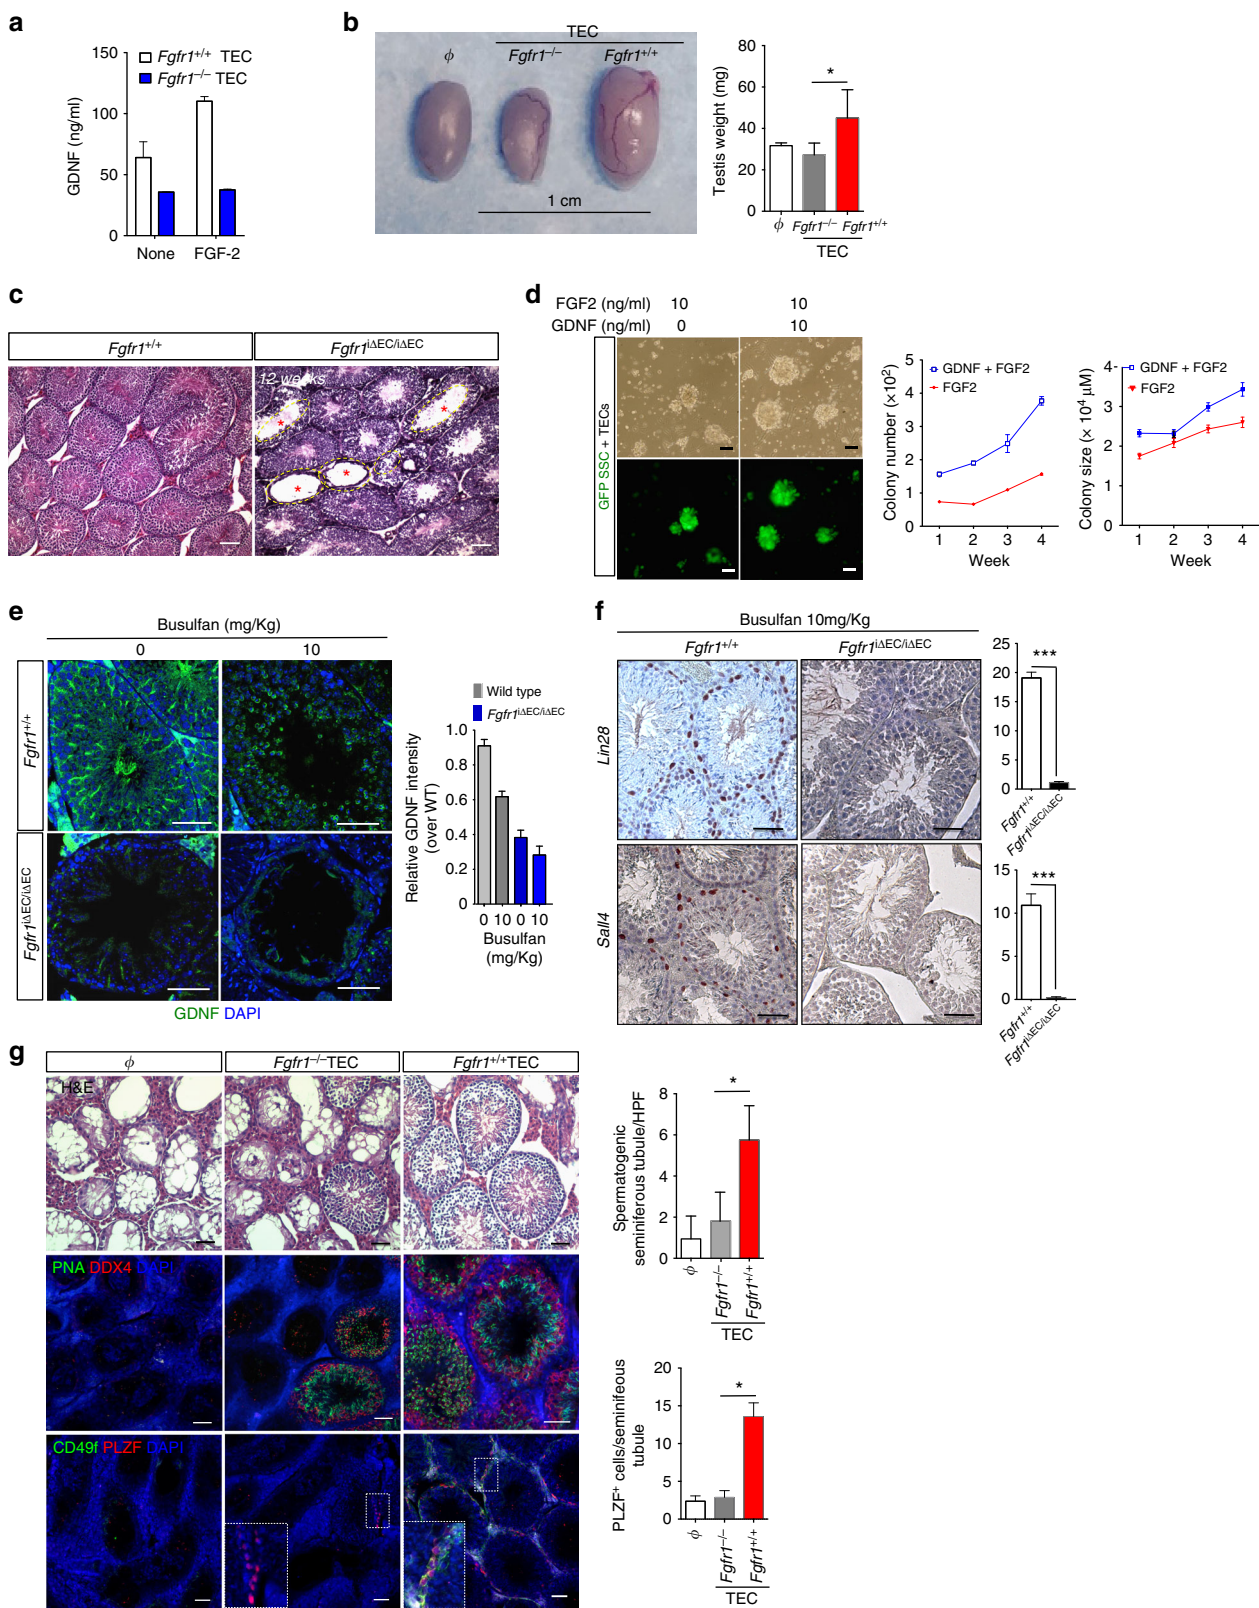 a
150
100
50
0
GDNF (ng/ml)
Fgfr1+/+ TEC
Fgfr1–/– TEC
None
FGF-2
b
TEC
ϕ
Fgfr1–/–
Fgfr1+/+
1 cm
Testis weight (mg)
80
60
40
20
0
*
ϕ
Fgfr1–/–
Fgfr1+/+
TEC
c
Fgfr1+/+
Fgfr1iΔEC/iΔEC
12 weeks
*
*
*
*
d
FGF2 (ng/ml) 10 10
GDNF (ng/ml) 0 10
GFP SSC + TECs
Colony number (×10²)
5
4
3
2
1
0
GDNF + FGF2
FGF2
1 2 3 4
Week
Colony size (× 10⁴ μM)
4
3
2
1
0
GDNF + FGF2
FGF2
1 2 3 4
Week
e
Busulfan (mg/Kg)
0 10
Fgfr1+/+
Fgfr1iΔEC/iΔEC
GDNF DAPI
Wild type
Fgfr1iΔEC/iΔEC
Relative GDNF intensity
(over WT)
1.0
0.8
0.6
0.4
0.2
0
0 10 0 10
Busulfan
(mg/Kg)
f
Busulfan 10mg/Kg
Fgfr1+/+
Fgfr1iΔEC/iΔEC
Lin28
Sall4
25
20
15
10
5
0
***
Fgfr1+/+
Fgfr1iΔEC/iΔEC
15
10
5
0
***
Fgfr1+/+
Fgfr1iΔEC/iΔEC
g
ϕ
Fgfr1–/–TEC
Fgfr1+/+TEC
H&E
PNA DDX4 DAPI
CD49f PLZF DAPI
Spermatogenic
seminiferous tubule/HPF
8
6
4
2
0
*
ϕ
Fgfr1–/–
Fgfr1+/+
TEC
PLZF+ cells/seminifeous
tubule
20
15
10
5
0
*
ϕ
Fgfr1–/–
Fgfr1+/+
TEC